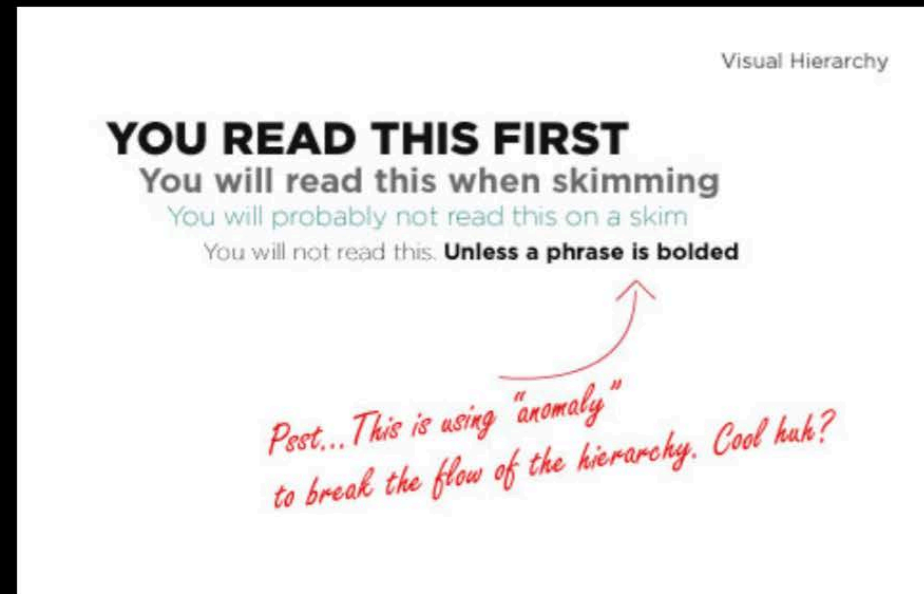 Visual Hierarchy
YOU READ THIS FIRST
You will read this when skimming
You will probably not read this on a skim
You will not read this. Unless a phrase is bolded
Psst...This is using "anomaly"
to break the flow of the hierarchy. Cool huh?